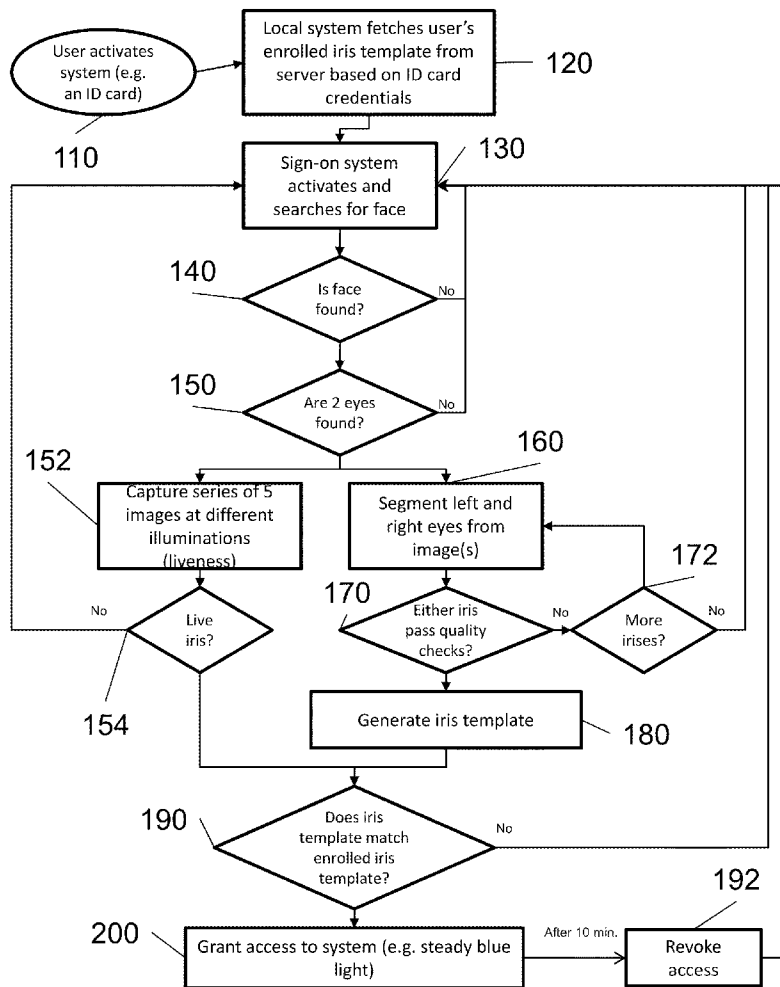 User activates
system (e.g.
an ID card)
110
Local system fetches user's
enrolled iris template from
server based on ID card
credentials
120
Sign-on system
activates and
searches for face
130
140
Is face
found?
No
150
Are 2 eyes
found?
No
152
Capture series of 5
images at different
illuminations
(liveness)
160
Segment left and
right eyes from
image(s)
No
Live
iris?
154
170
Either iris
pass quality
checks?
No
172
More
irises?
No
Generate iris template
180
190
Does iris
template match
enrolled iris
template?
No
200
Grant access to system (e.g. steady blue
light)
After 10 min.
192
Revoke
access